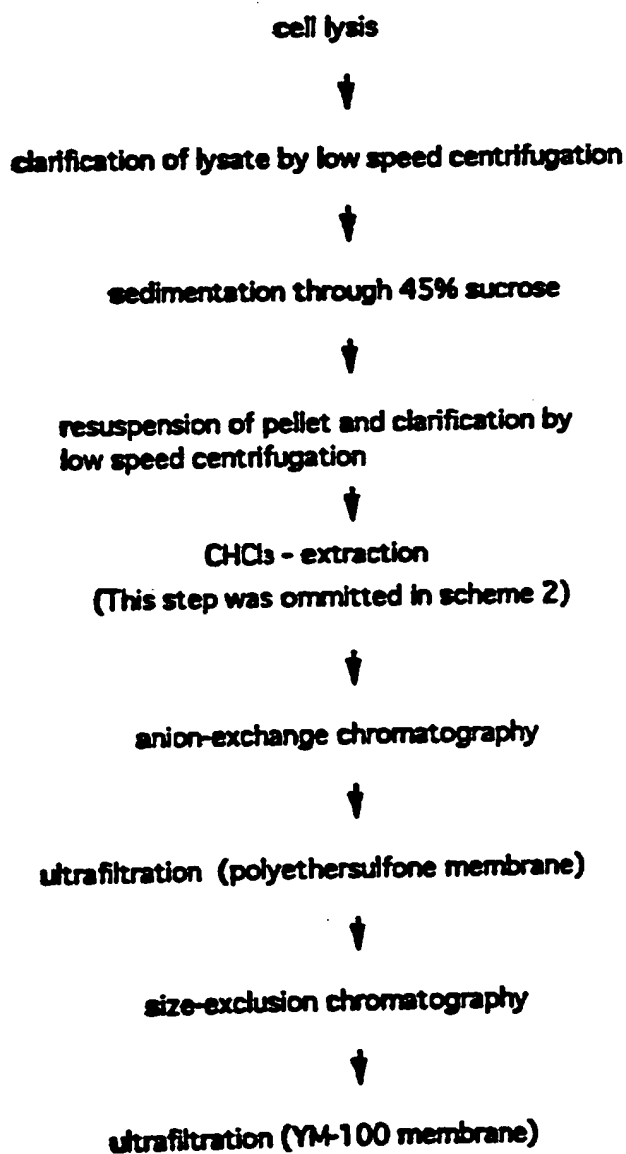 cell lysis
clarification of lysate by low speed centrifugation
sedimentation through 45% sucrose
resuspension of pellet and clarification by
low speed centrifugation
CHCl₃ - extraction
(This step was ommitted in scheme 2)
anion-exchange chromatography
ultrafiltration (polyethersulfone membrane)
size-exclusion chromatography
ultrafiltration (YM-100 membrane)